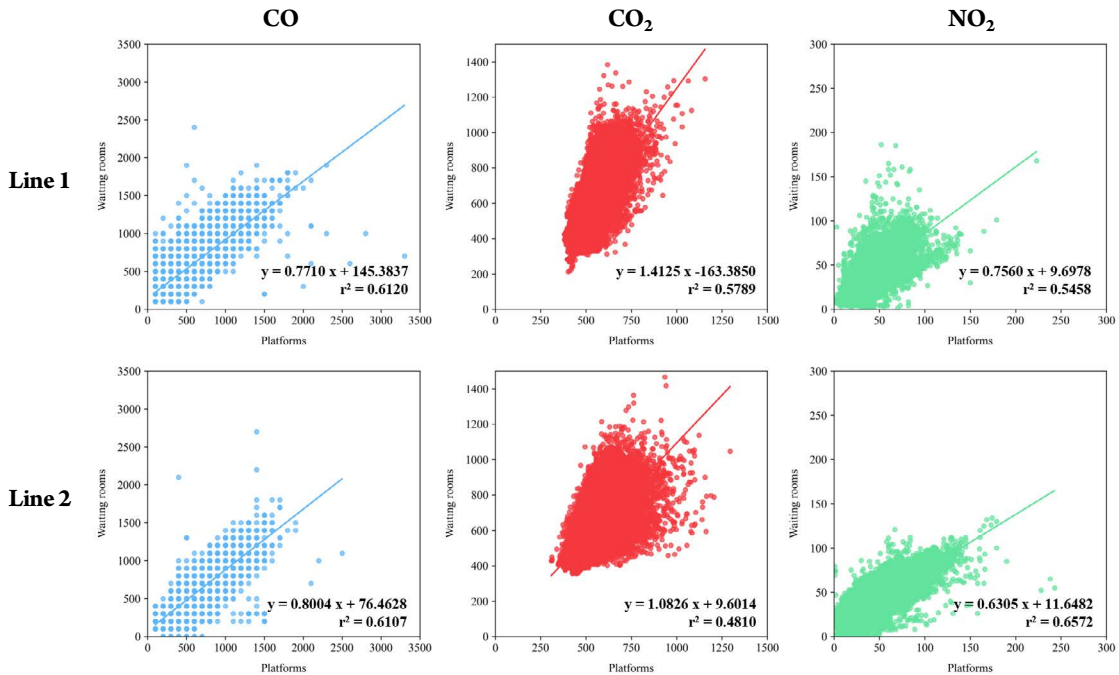 CO
CO₂
NO₂
Line 1
Waiting rooms
3500
3000
2500
2000
1500
1000
500
0
y = 0.7710 x + 145.3837
r² = 0.6120
0 500 1000 1500 2000 2500 3000 3500
Platforms
Waiting rooms
1400
1200
1000
800
600
400
200
0
y = 1.4125 x -163.3850
r² = 0.5789
0 250 500 750 1000 1250 1500
Platforms
Waiting rooms
300
250
200
150
100
50
0
y = 0.7560 x + 9.6978
r² = 0.5458
0 50 100 150 200 250 300
Platforms
Line 2
Waiting rooms
3500
3000
2500
2000
1500
1000
500
0
y = 0.8004 x + 76.4628
r² = 0.6107
0 500 1000 1500 2000 2500 3000 3500
Platforms
Waiting rooms
1400
1200
1000
800
600
400
200
0
y = 1.0826 x + 9.6014
r² = 0.4810
0 250 500 750 1000 1250 1500
Platforms
Waiting rooms
300
250
200
150
100
50
0
y = 0.6305 x + 11.6482
r² = 0.6572
0 50 100 150 200 250 300
Platforms